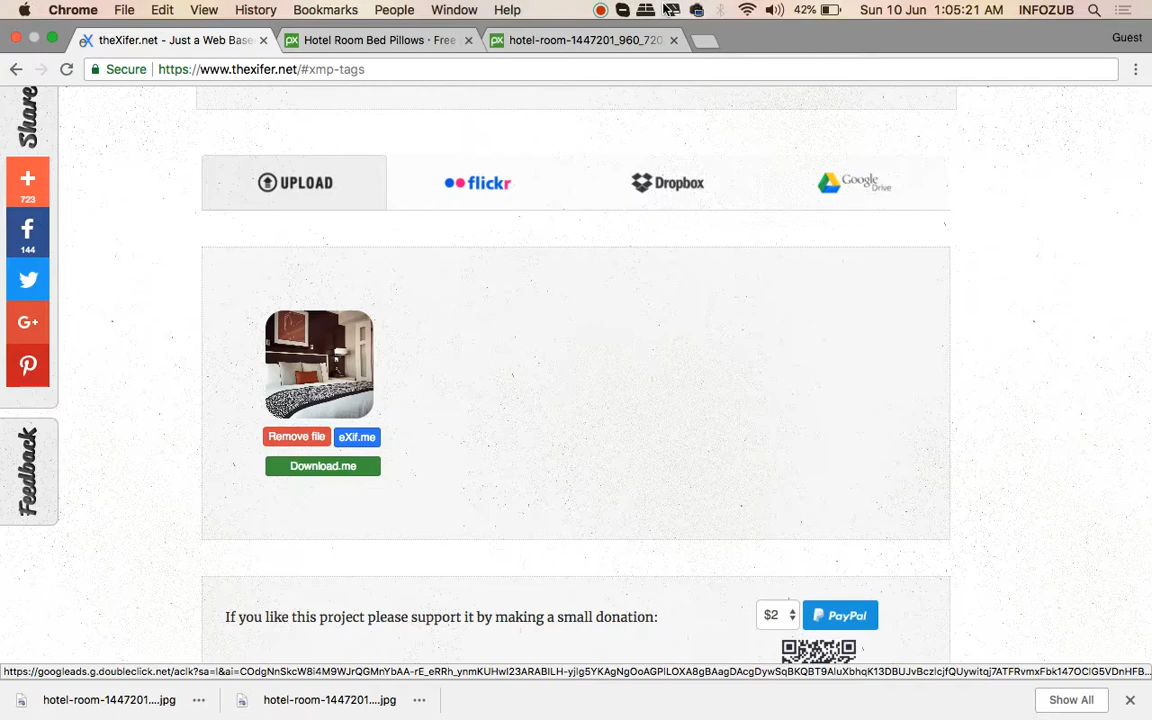 Chrome File Edit View History Bookmarks People Window Help 42% Sun 10 Jun 1:05:21 AM INFOZUB
theXifer.net - Just a Web Base Hotel Room Bed Pillows · Free hotel-room-1447201_960_720 Guest
Secure https://www.thexifer.net/#xmp-tags
Share
723
144
G+
Feedback
UPLOAD flickr Dropbox Google Drive
Remove file eXif.me
Download.me
If you like this project please support it by making a small donation: $2 PayPal
hotel-room-1447201....jpg hotel-room-1447201....jpg Show All